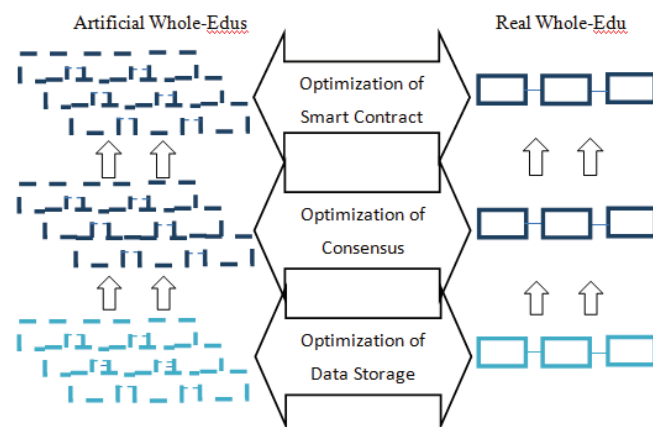 Artificial Whole-Edus
Real Whole-Edu
Optimization of
Smart Contract
Optimization of
Consensus
Optimization of
Data Storage